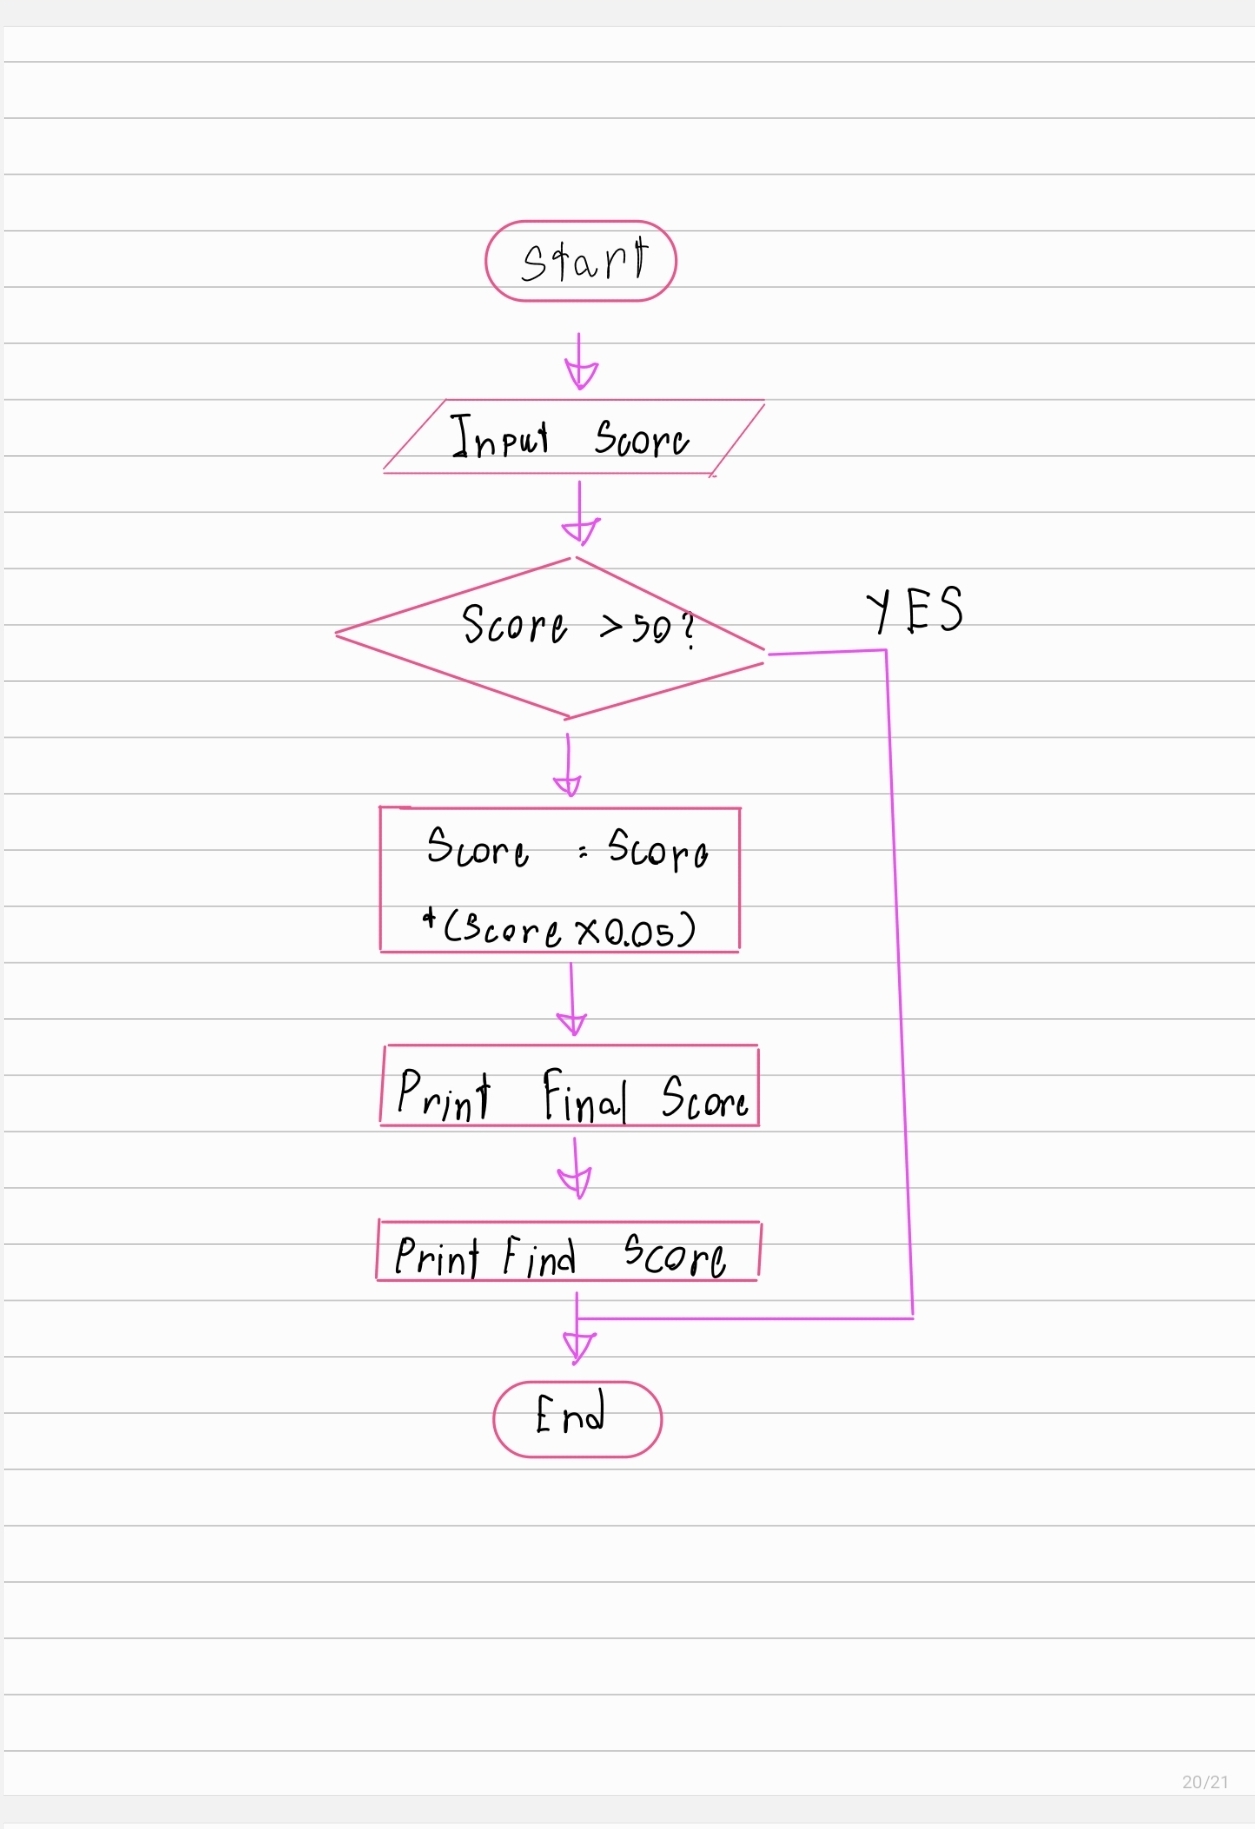 Start
Input Score
Score > 50?
YES
Score = Score
+(Score ×0.05)
Print Final Score
Print Find Score
End
20/21